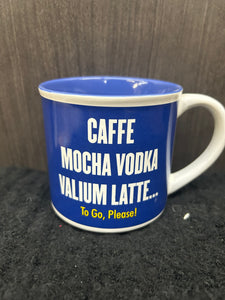 CAFFE
MOCHA VODKA
VALIUM LATTE...
To Go, Please!